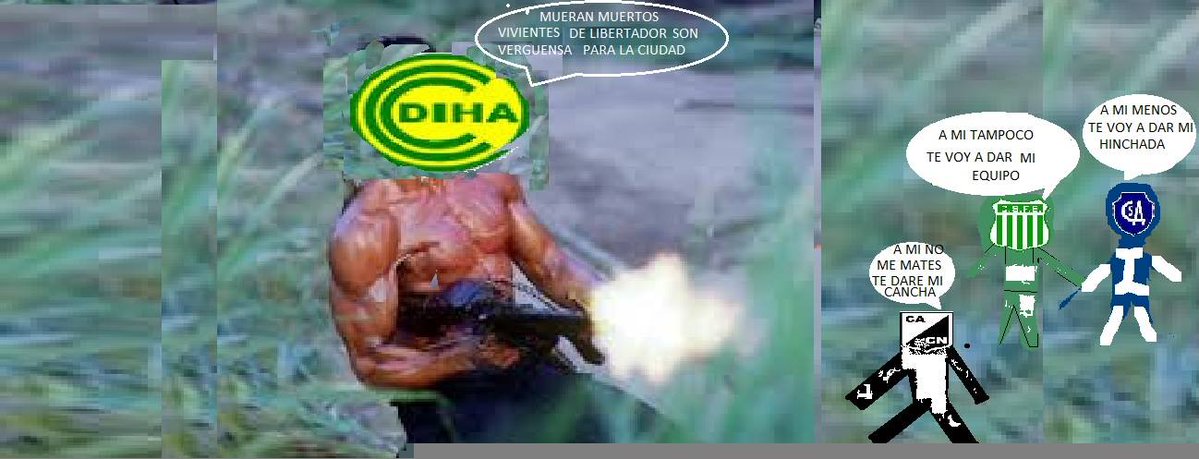 MUERAN MUERTOS
VIVIENTES DE LIBERTADOR SON
VERGUENSA PARA LA CIUDAD
DIHA
A MI MENOS
TE VOY A DAR MI
HINCHADA
A MI TAMPOCO
TE VOY A DAR MI
EQUIPO
A MI NO
ME MATES
TE DARE MI
CANCHA
CA
CN